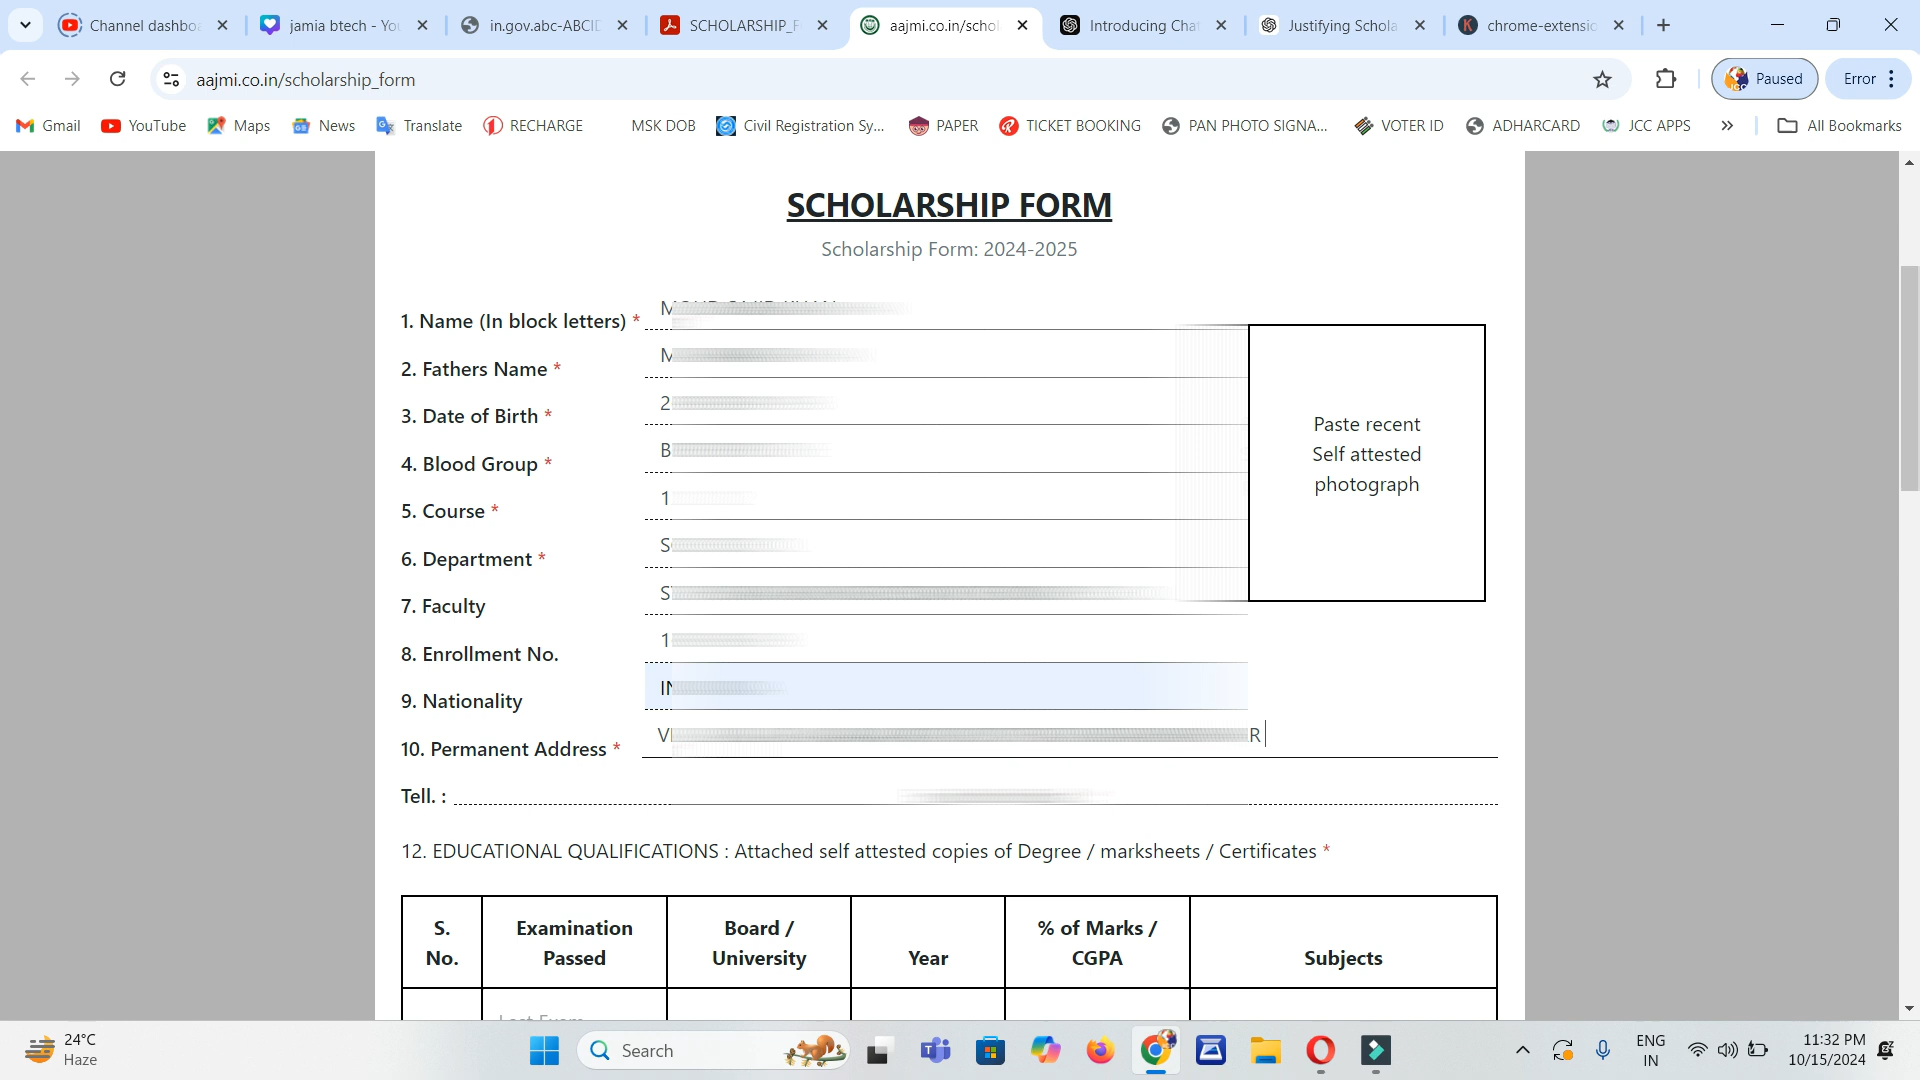 Channel dashbo
jamia btech - You
in.gov.abc-ABCID
SCHOLARSHIP_F
aajmi.co.in/schol
Introducing Chat
Justifying Schola
chrome-extensio
aajmi.co.in/scholarship_form
Paused
Error
Gmail
YouTube
Maps
News
Translate
RECHARGE
MSK DOB
Civil Registration Sy...
PAPER
TICKET BOOKING
PAN PHOTO SIGNA...
VOTER ID
ADHARCARD
JCC APPS
All Bookmarks
SCHOLARSHIP FORM
Scholarship Form: 2024-2025
1. Name (In block letters) *
2. Fathers Name *
3. Date of Birth *
4. Blood Group *
5. Course *
6. Department *
7. Faculty
8. Enrollment No.
9. Nationality
10. Permanent Address *
Paste recent
Self attested
photograph
Tell. :
12. EDUCATIONAL QUALIFICATIONS : Attached self attested copies of Degree / marksheets / Certificates *
S. No.
Examination Passed
Board / University
Year
% of Marks / CGPA
Subjects
24°C
Haze
Search
ENG
IN
11:32 PM
10/15/2024